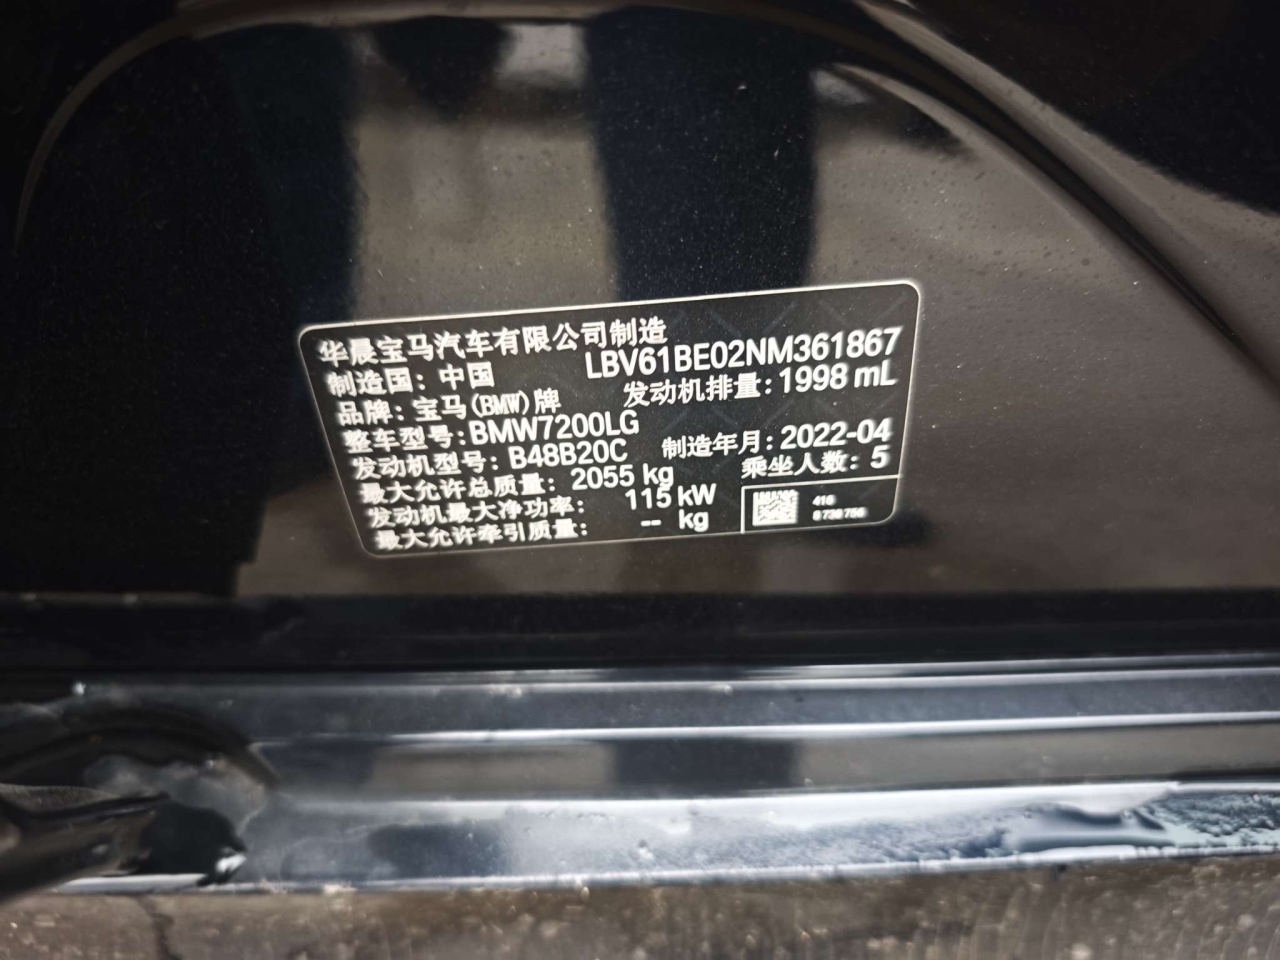 华晨宝马汽车有限公司制造
制造国：中国 LBV61BE02NM361867
品牌：宝马(BMW)牌 发动机排量：1998 mL
整车型号：BMW7200LG
发动机型号：B48B20C 制造年月：2022-04
最大允许总质量：2055 kg 乘坐人数：5
发动机最大净功率：115 kW
最大允许牵引质量：-- kg
416
8738756